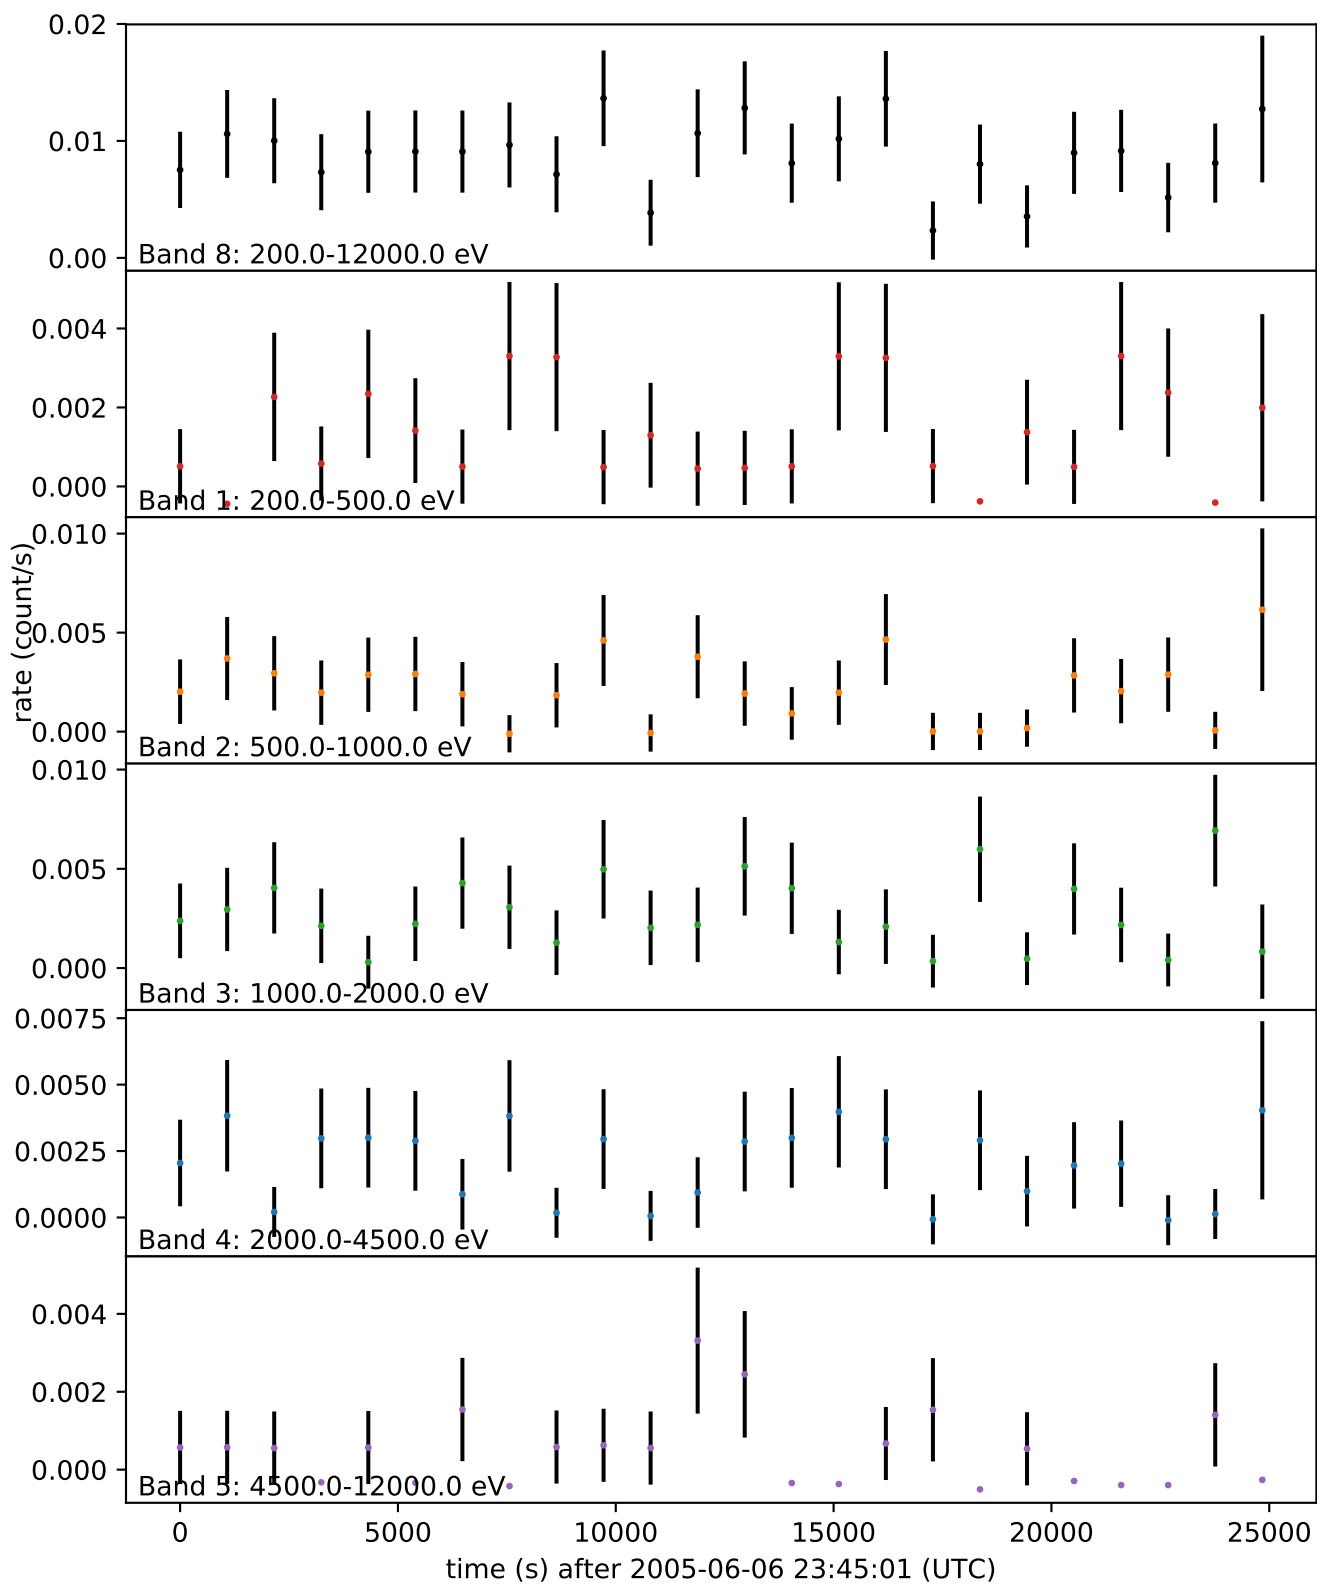 0.02
0.01
0.00
Band 8: 200.0-12000.0 eV
0.004
0.002
0.000
Band 1: 200.0-500.0 eV
rate (count/s)
0.010
0.005
0.000
Band 2: 500.0-1000.0 eV
0.010
0.005
0.000
Band 3: 1000.0-2000.0 eV
0.0075
0.0050
0.0025
0.0000
Band 4: 2000.0-4500.0 eV
0.004
0.002
0.000
Band 5: 4500.0-12000.0 eV
0 5000 10000 15000 20000 25000
time (s) after 2005-06-06 23:45:01 (UTC)